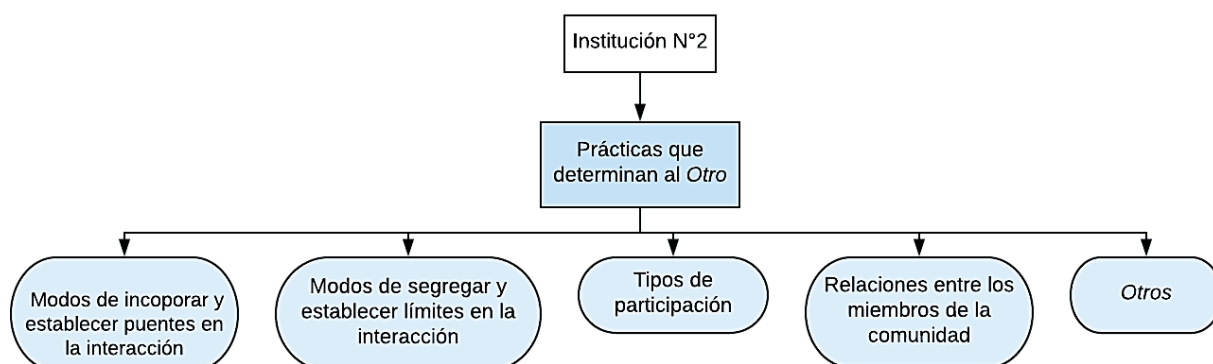 Institución N°2
Prácticas que
determinan al Otro
Modos de incoporar y
establecer puentes en
la interacción
Modos de segregar y
establecer límites en la
interacción
Tipos de
participación
Relaciones entre los
miembros de la
comunidad
Otros